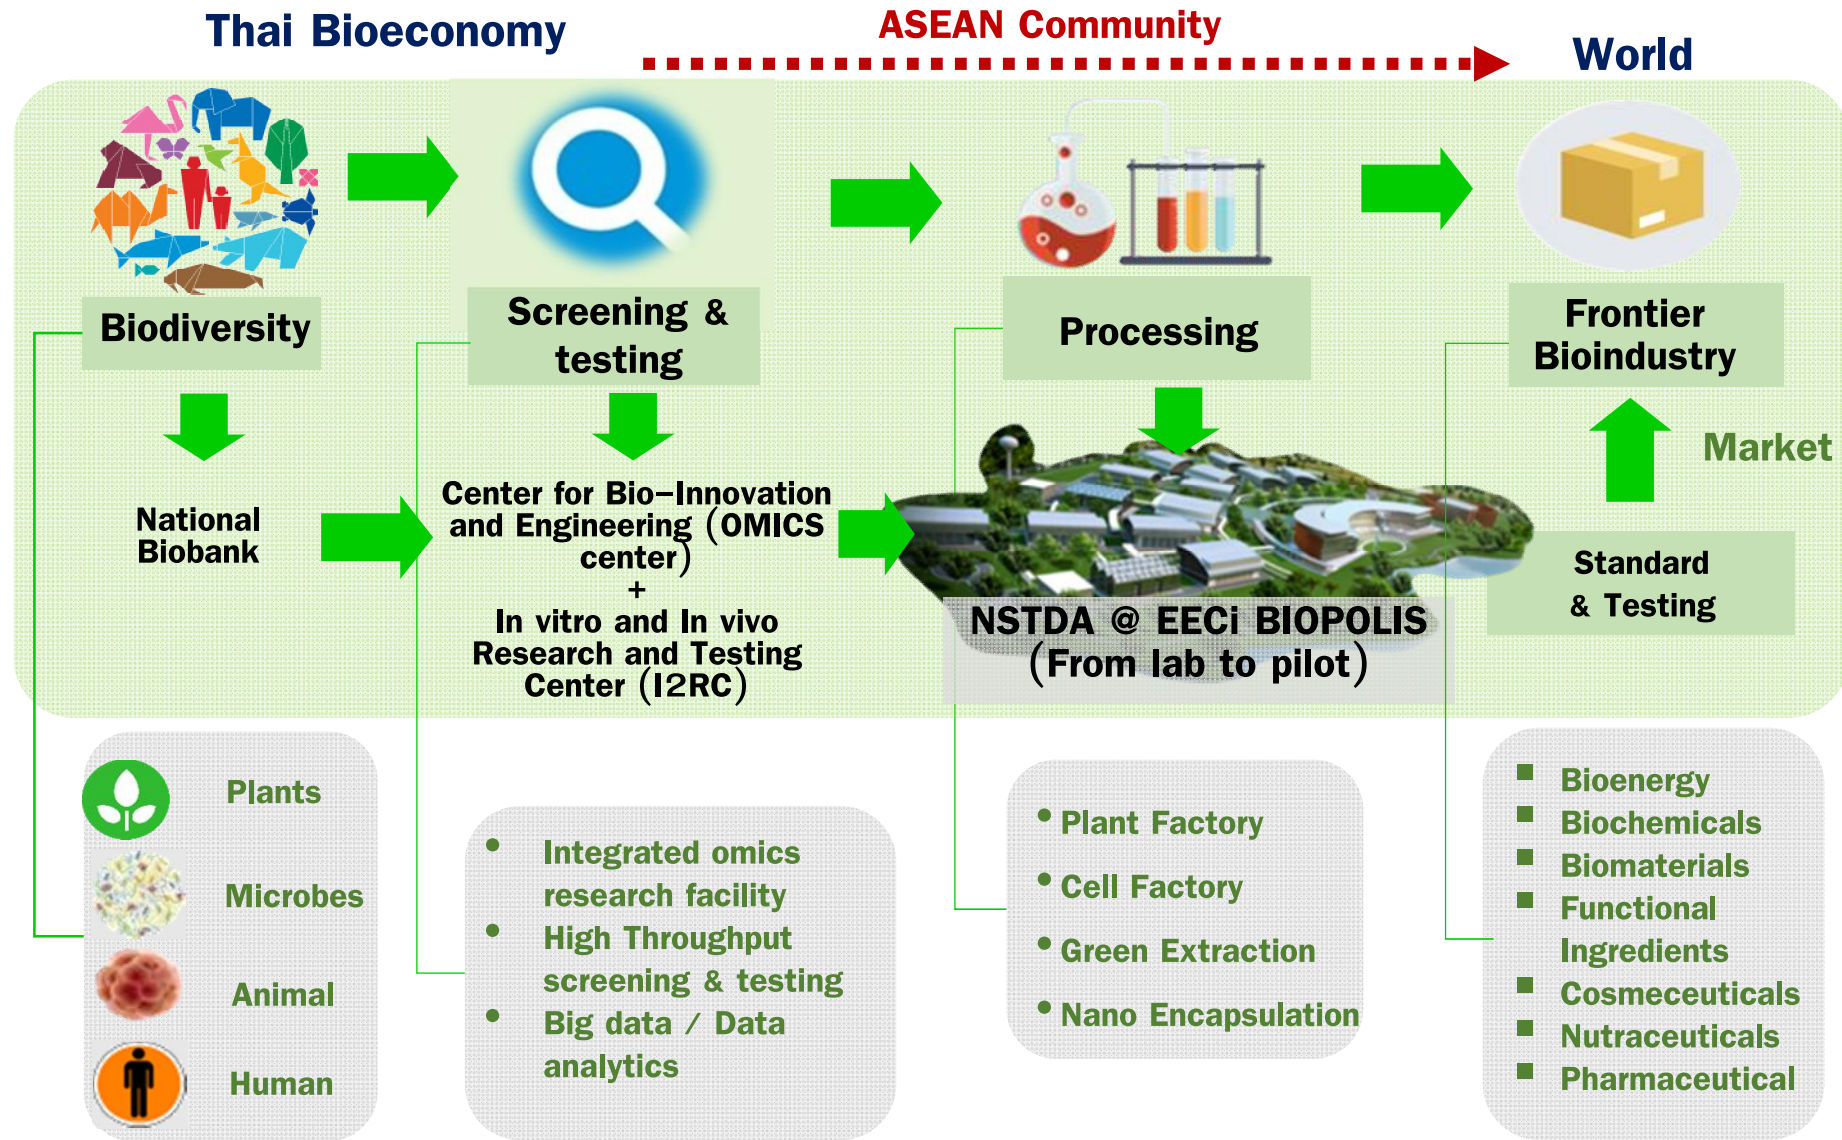 Thai Bioeconomy
ASEAN Community
World
Biodiversity
Screening &
testing
Processing
Frontier
Bioindustry
Market
National
Biobank
Center for Bio–Innovation
and Engineering (OMICS
center)
+
In vitro and In vivo
Research and Testing
Center (I2RC)
NSTDA @ EECi BIOPOLIS
(From lab to pilot)
Standard
& Testing
Plants
Microbes
Animal
Human
• Integrated omics
research facility
• High Throughput
screening & testing
• Big data / Data
analytics
• Plant Factory
• Cell Factory
• Green Extraction
• Nano Encapsulation
▪ Bioenergy
▪ Biochemicals
▪ Biomaterials
▪ Functional
Ingredients
▪ Cosmeceuticals
▪ Nutraceuticals
▪ Pharmaceutical